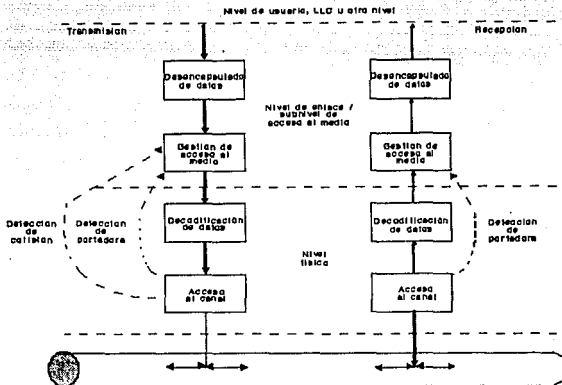 Nivel de usuario, LLC u otro nivel
Transmision
Recepcion
Desencapsulado
de datos
Desencapsulado
de datos
Nivel de enlace /
subnivel de
acceso al medio
Gestion de
acceso al
medio
Gestion de
acceso al
medio
Deteccion
de
colision
Deteccion
de
portadora
Decodificación
de datos
Decodificación
de datos
Deteccion
de
portadora
Nivel
fisico
Acceso
al canal
Acceso
al canal